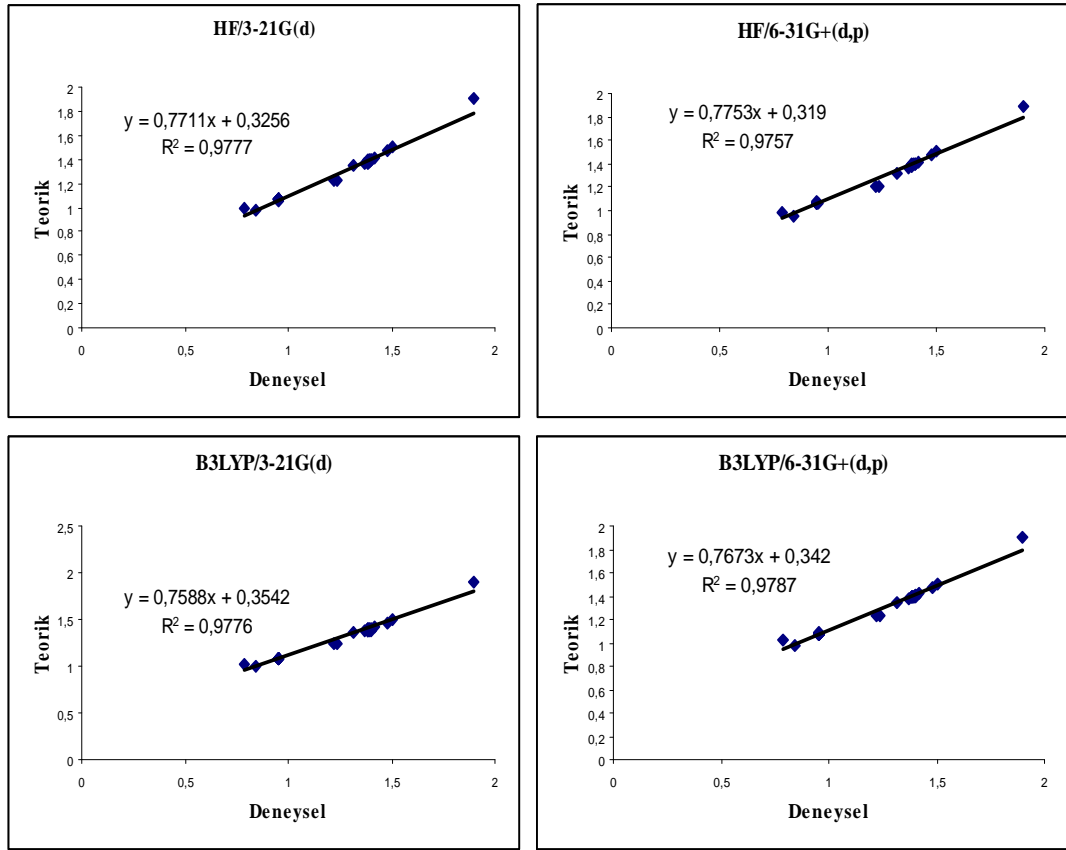 HF/3-21G(d)
y = 0,7711x + 0,3256
R² = 0,9777
2
1,8
1,6
1,4
1,2
1
0,8
0,6
0,4
0,2
0
0 0,5 1 1,5 2
Teorik
Deneysel
HF/6-31G+(d,p)
y = 0,7753x + 0,319
R² = 0,9757
2
1,8
1,6
1,4
1,2
1
0,8
0,6
0,4
0,2
0
0 0,5 1 1,5 2
Teorik
Deneysel
B3LYP/3-21G(d)
y = 0,7588x + 0,3542
R² = 0,9776
2,5
2
1,5
1
0,5
0
0 0,5 1 1,5 2
Teorik
Deneysel
B3LYP/6-31G+(d,p)
y = 0,7673x + 0,342
R² = 0,9787
2
1,8
1,6
1,4
1,2
1
0,8
0,6
0,4
0,2
0
0 0,5 1 1,5 2
Teorik
Deneysel